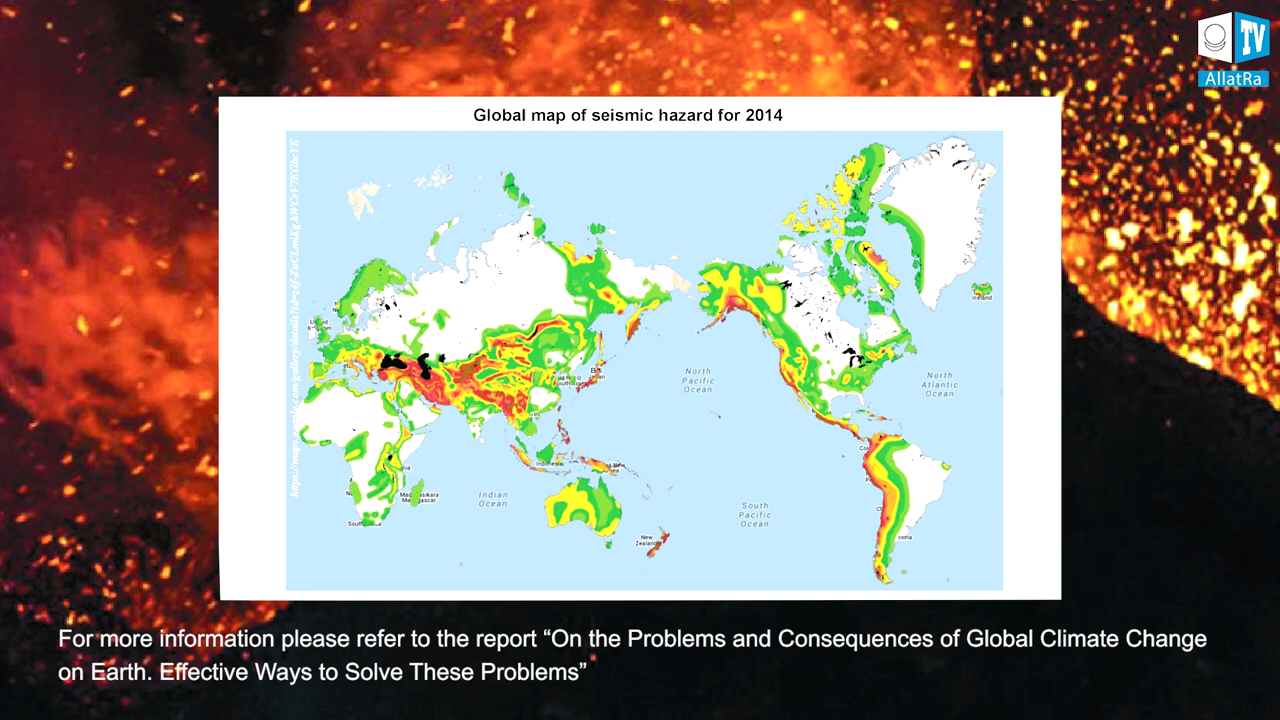 TV
AllatRa
Global map of seismic hazard for 2014
Iceland
North
Pacific
Ocean
North
Atlantic
Ocean
Indonesia
Indian
Ocean
South
Pacific
Ocean
New
Zealand
For more information please refer to the report “On the Problems and Consequences of Global Climate Change
on Earth. Effective Ways to Solve These Problems”